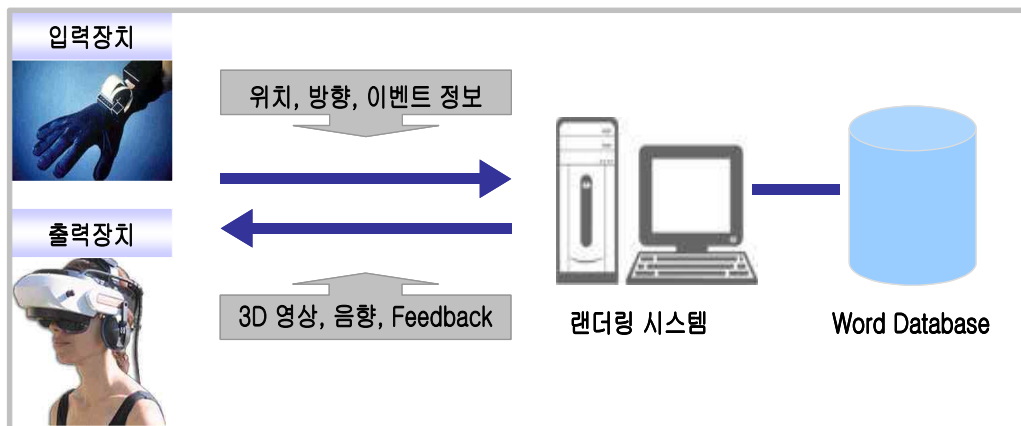 입력장치
위치, 방향, 이벤트 정보
출력장치
3D 영상, 음향, Feedback
랜더링 시스템
Word Database